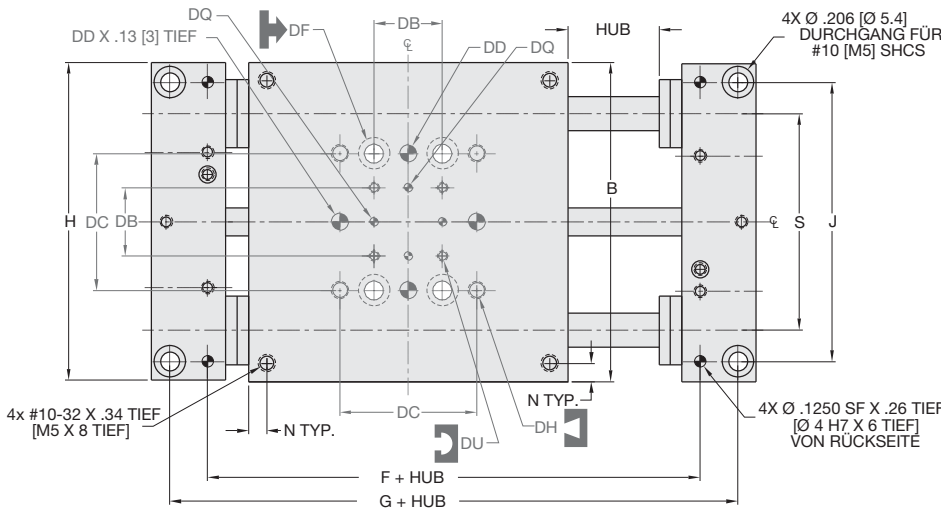 DQ
DD X .13 [3] TIEF
DF
DB
℄
DD
DQ
HUB
4X Ø .206 [Ø 5.4]
DURCHGANG FÜR
#10 [M5] SHCS
H
DC
DB
B
℄
S
J
4x #10-32 X .34 TIEF
[M5 X 8 TIEF]
N TYP.
DC
DU
DH
N TYP.
4X Ø .1250 SF X .26 TIEF
[Ø 4 H7 X 6 TIEF]
VON RÜCKSEITE
F + HUB
G + HUB